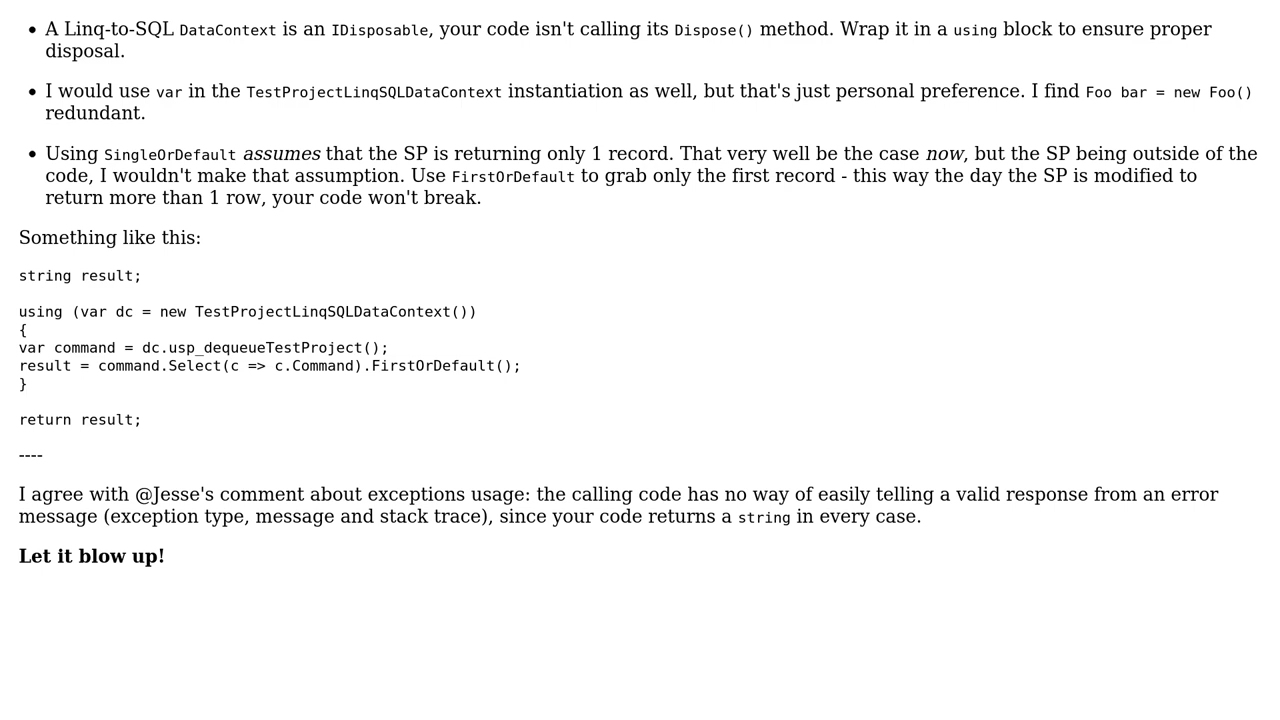 A Linq-to-SQL DataContext is an IDisposable, your code isn't calling its Dispose() method. Wrap it in a using block to ensure proper
disposal.
I would use var in the TestProjectLinqSQLDataContext instantiation as well, but that's just personal preference. I find Foo bar = new Foo()
redundant.
Using SingleOrDefault assumes that the SP is returning only 1 record. That very well be the case now, but the SP being outside of the
code, I wouldn't make that assumption. Use FirstOrDefault to grab only the first record - this way the day the SP is modified to
return more than 1 row, your code won't break.
Something like this:
string result;
using (var dc = new TestProjectLinqSQLDataContext())
{
var command = dc.usp_dequeueTestProject();
result = command.Select(c => c.Command).FirstOrDefault();
}
return result;
----
I agree with @Jesse's comment about exceptions usage: the calling code has no way of easily telling a valid response from an error
message (exception type, message and stack trace), since your code returns a string in every case.
Let it blow up!